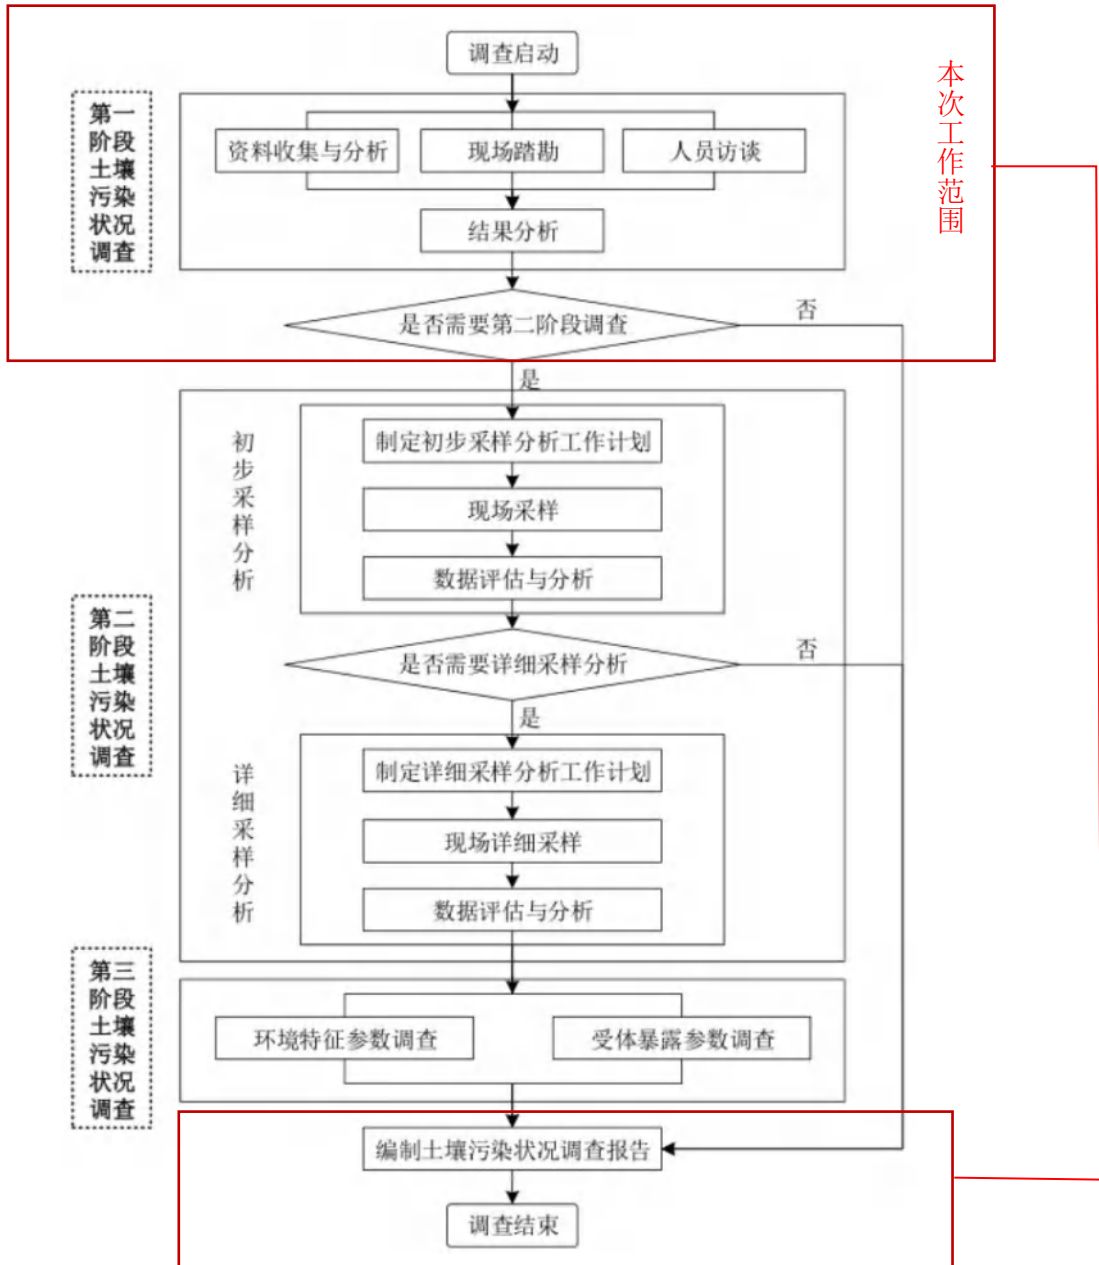 调查启动
本次工作范围
第一
阶段
土壤
污染
状况
调查
资料收集与分析
现场踏勘
人员访谈
结果分析
是否需要第二阶段调查
否
是
初步采样分析
制定初步采样分析工作计划
现场采样
数据评估与分析
第二
阶段
土壤
污染
状况
调查
是否需要详细采样分析
否
是
详细采样分析
制定详细采样分析工作计划
现场详细采样
数据评估与分析
第三
阶段
土壤
污染
状况
调查
环境特征参数调查
受体暴露参数调查
编制土壤污染状况调查报告
调查结束